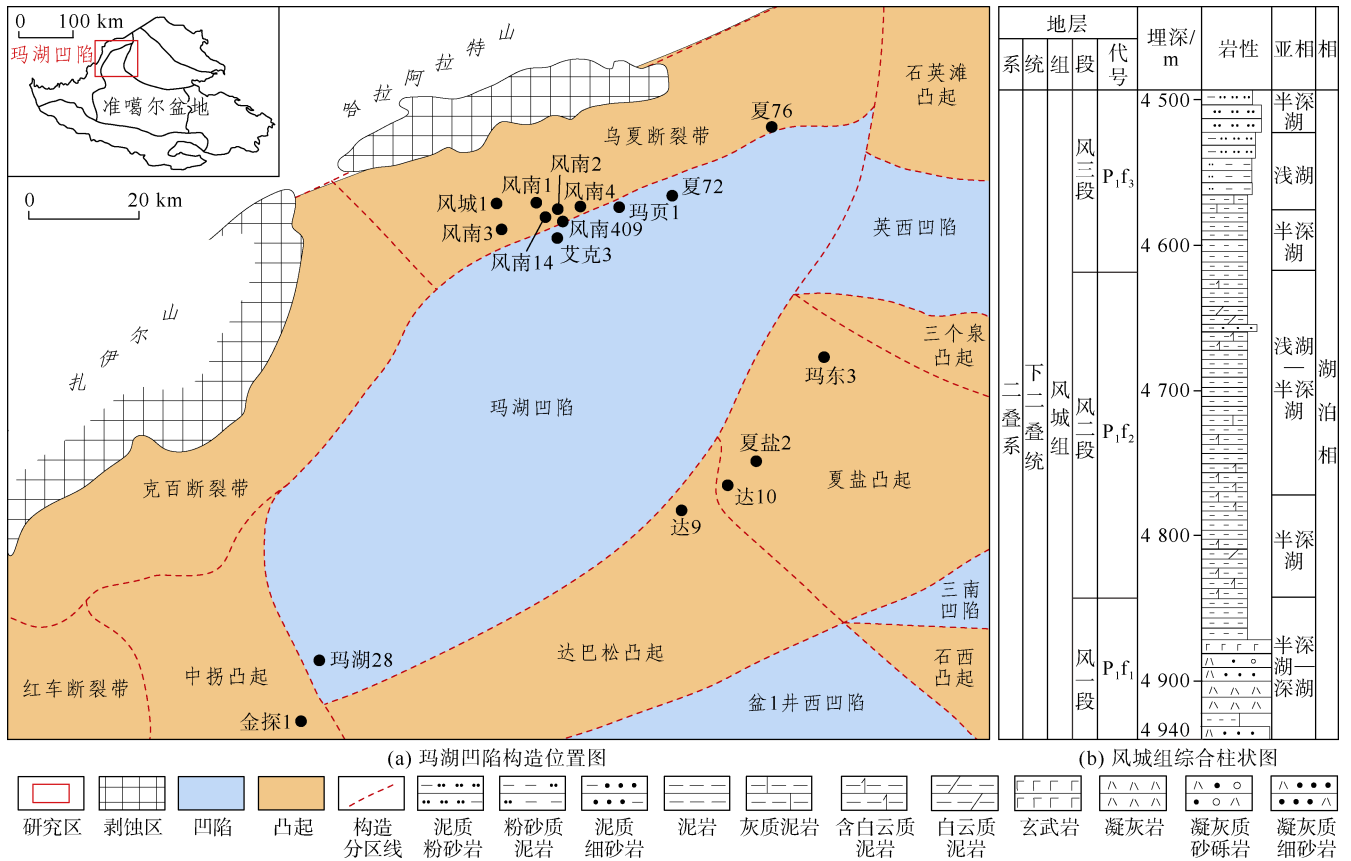 0 100 km
玛湖凹陷
准噶尔盆地
0 20 km
哈拉阿拉特山
扎伊尔山
石英滩
凸起
夏76
乌夏断裂带
风南2
风南1
风南4
夏72
风城1
玛页1
风南3
风南409
风南14
艾克3
英西凹陷
三个泉
凸起
玛东3
玛湖凹陷
夏盐2
达10
夏盐凸起
达9
克百断裂带
三南
凹陷
玛湖28
达巴松凸起
石西
凸起
中拐凸起
红车断裂带
盆1井西凹陷
金探1
(a) 玛湖凹陷构造位置图
地层
系
统
组
段
代号
埋深/
m
岩性
亚相
相
二叠系
下二叠统
风城组
风三段
P₁f₃
风二段
P₁f₂
风一段
P₁f₁
4 500
4 600
4 700
4 800
4 900
4 940
半深湖
浅湖
半深湖
浅湖—半深湖
半深湖
半深湖—深湖
湖泊相
(b) 风城组综合柱状图
研究区
剥蚀区
凹陷
凸起
构造
分区线
泥质
粉砂岩
粉砂质
泥岩
泥质
细砂岩
泥岩
灰质泥岩
含白云质
泥岩
白云质
泥岩
玄武岩
凝灰岩
凝灰质
砂砾岩
凝灰质
细砂岩